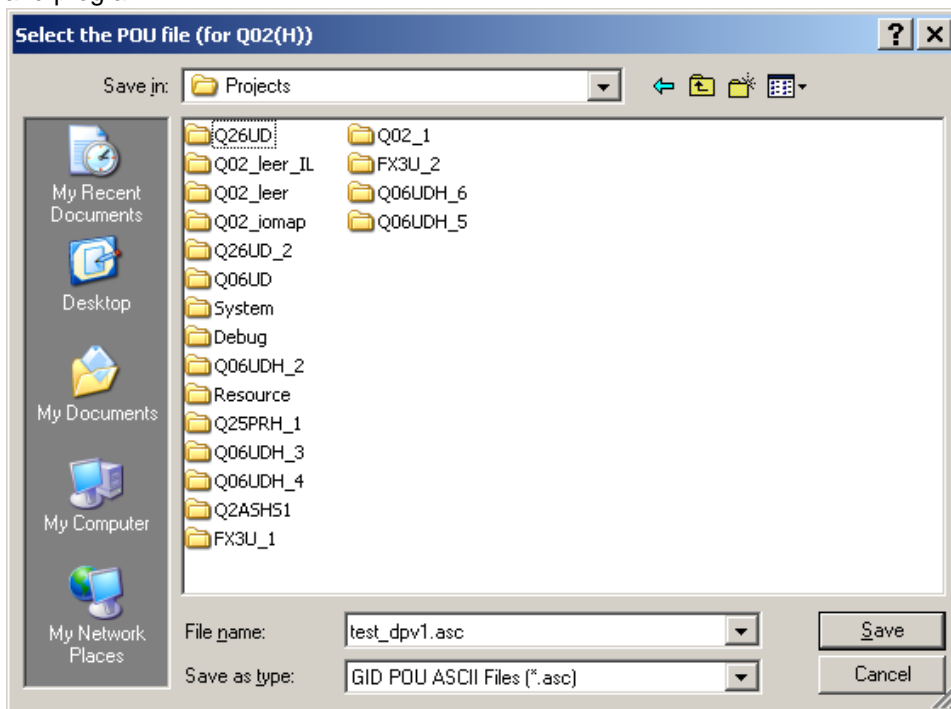 Select the POU file (for Q02(H))
Save in:
Projects
My Recent
Documents
Desktop
My Documents
My Computer
My Network
Places
Q26UD
Q02_leer_IL
Q02_leer
Q02_iomap
Q26UD_2
Q06UD
System
Debug
Q06UDH_2
Resource
Q25PRH_1
Q06UDH_3
Q06UDH_4
Q2ASHS1
FX3U_1
Q02_1
FX3U_2
Q06UDH_6
Q06UDH_5
File name:
test_dpv1.asc
Save
Save as type:
GID POU ASCII Files (*.asc)
Cancel